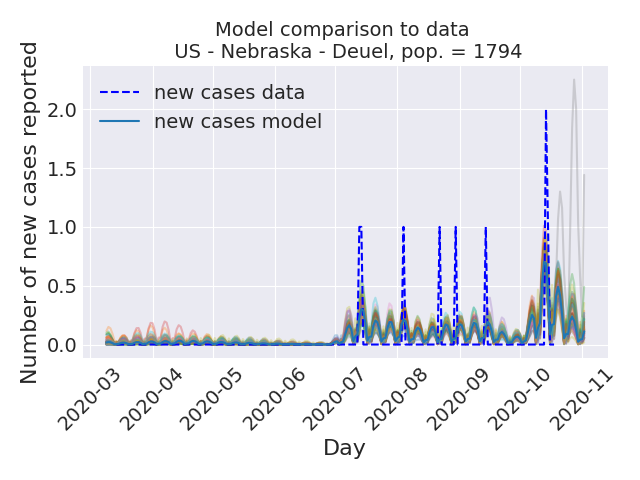 Model comparison to data
US - Nebraska - Deuel, pop. = 1794
Number of new cases reported
2.0
1.5
1.0
0.5
0.0
new cases data
new cases model
2020-03
2020-04
2020-05
2020-06
2020-07
2020-08
2020-09
2020-10
2020-11
Day